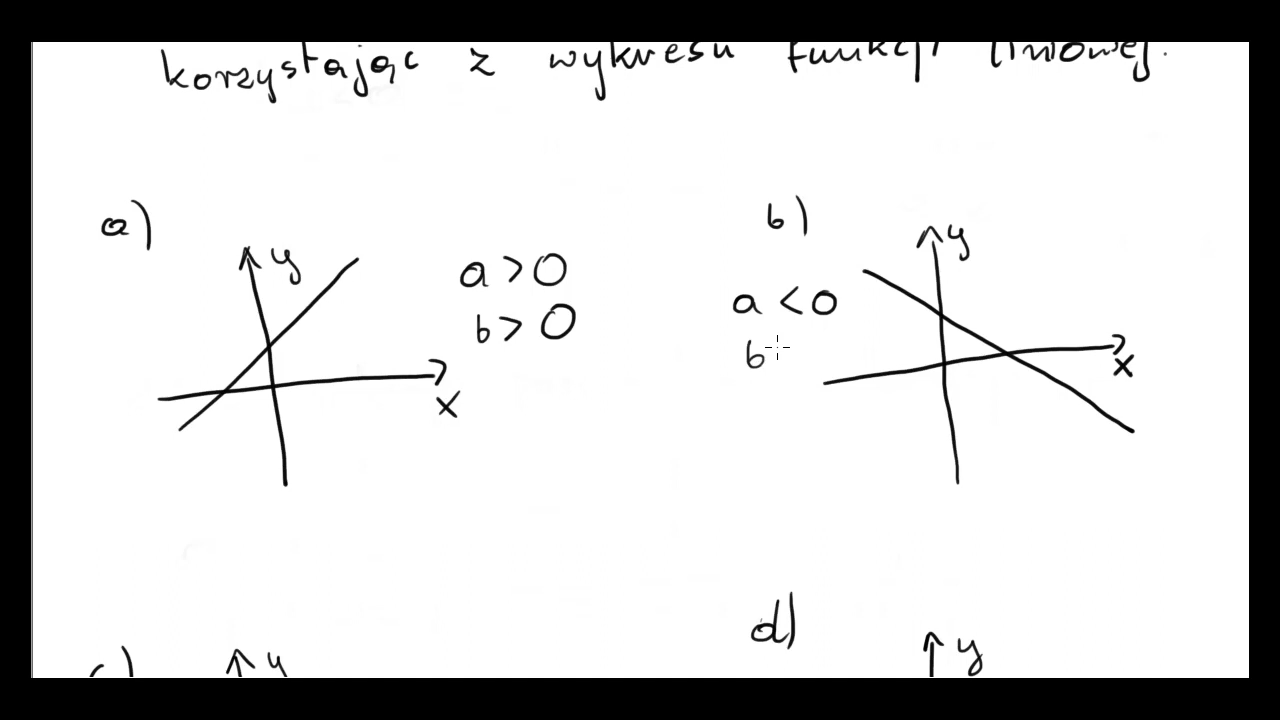 korzystając z wykresu funkcji liniowej.
a)
y
a > 0
b > 0
x
b)
y
a < 0
b
x
c)
y
d)
y